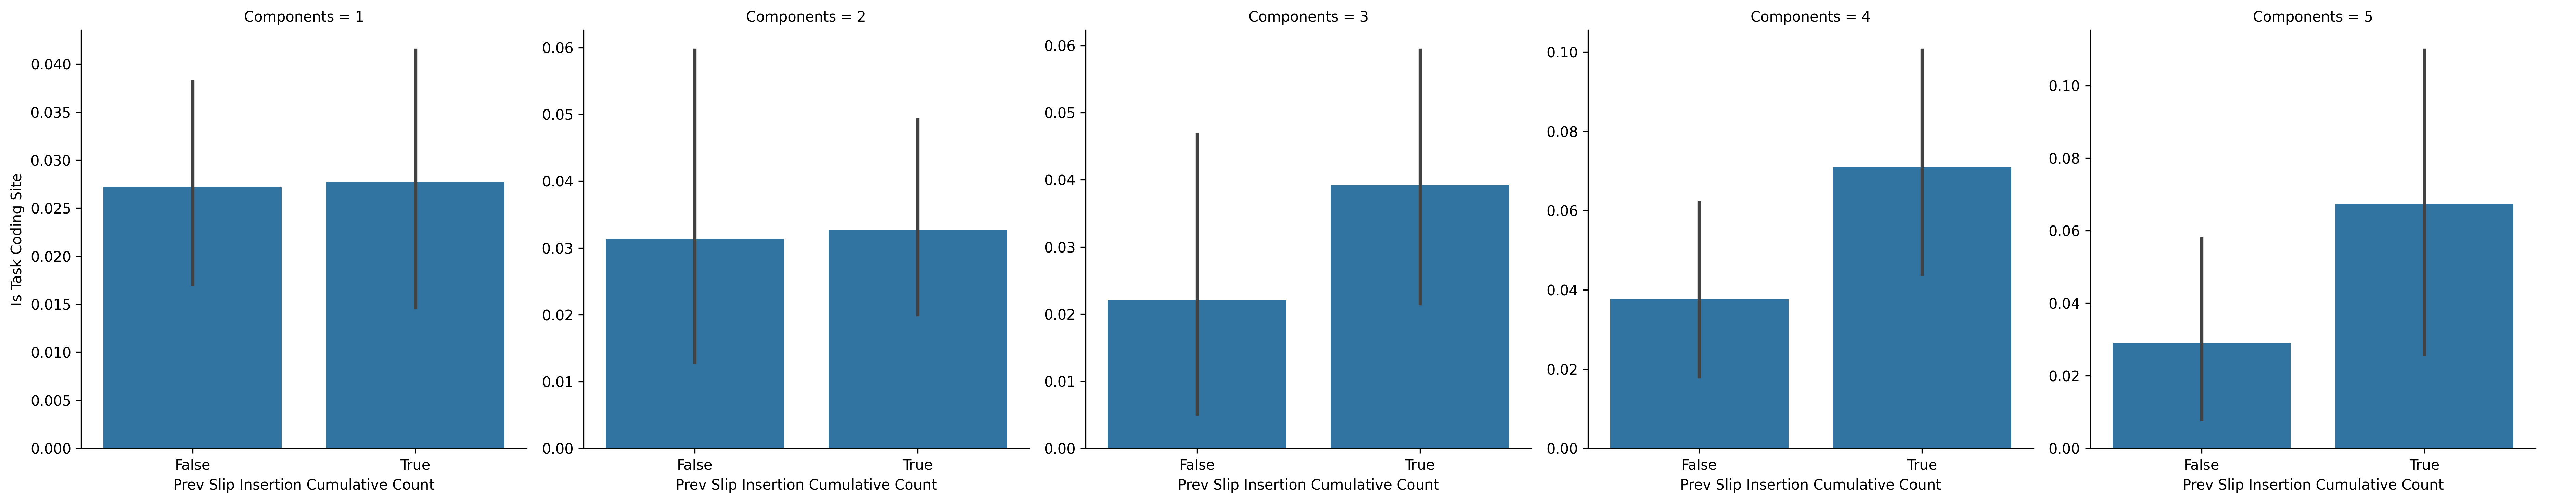 Components = 1
Components = 2
Components = 3
Components = 4
Components = 5
Is Task Coding Site
0.040
0.035
0.030
0.025
0.020
0.015
0.010
0.005
0.000
0.06
0.05
0.04
0.03
0.02
0.01
0.00
0.06
0.05
0.04
0.03
0.02
0.01
0.00
0.10
0.08
0.06
0.04
0.02
0.00
0.10
0.08
0.06
0.04
0.02
0.00
False True
False True
False True
False True
False True
Prev Slip Insertion Cumulative Count
Prev Slip Insertion Cumulative Count
Prev Slip Insertion Cumulative Count
Prev Slip Insertion Cumulative Count
Prev Slip Insertion Cumulative Count